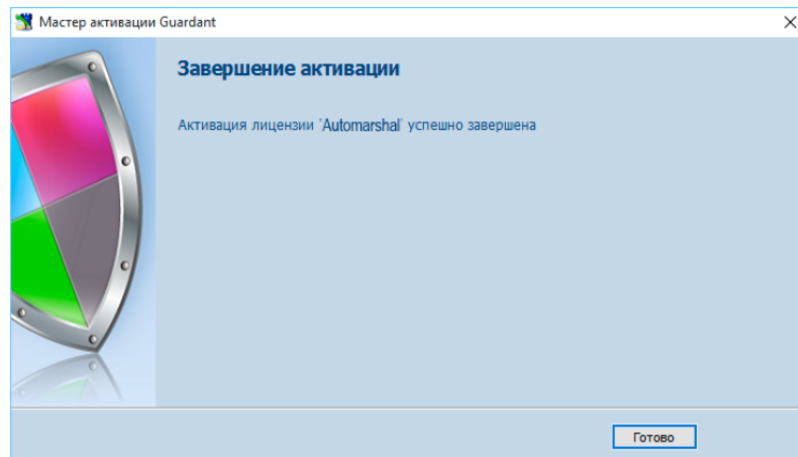 Мастер активации Guardant
Завершение активации
Активация лицензии 'Automarshal' успешно завершена
Готово